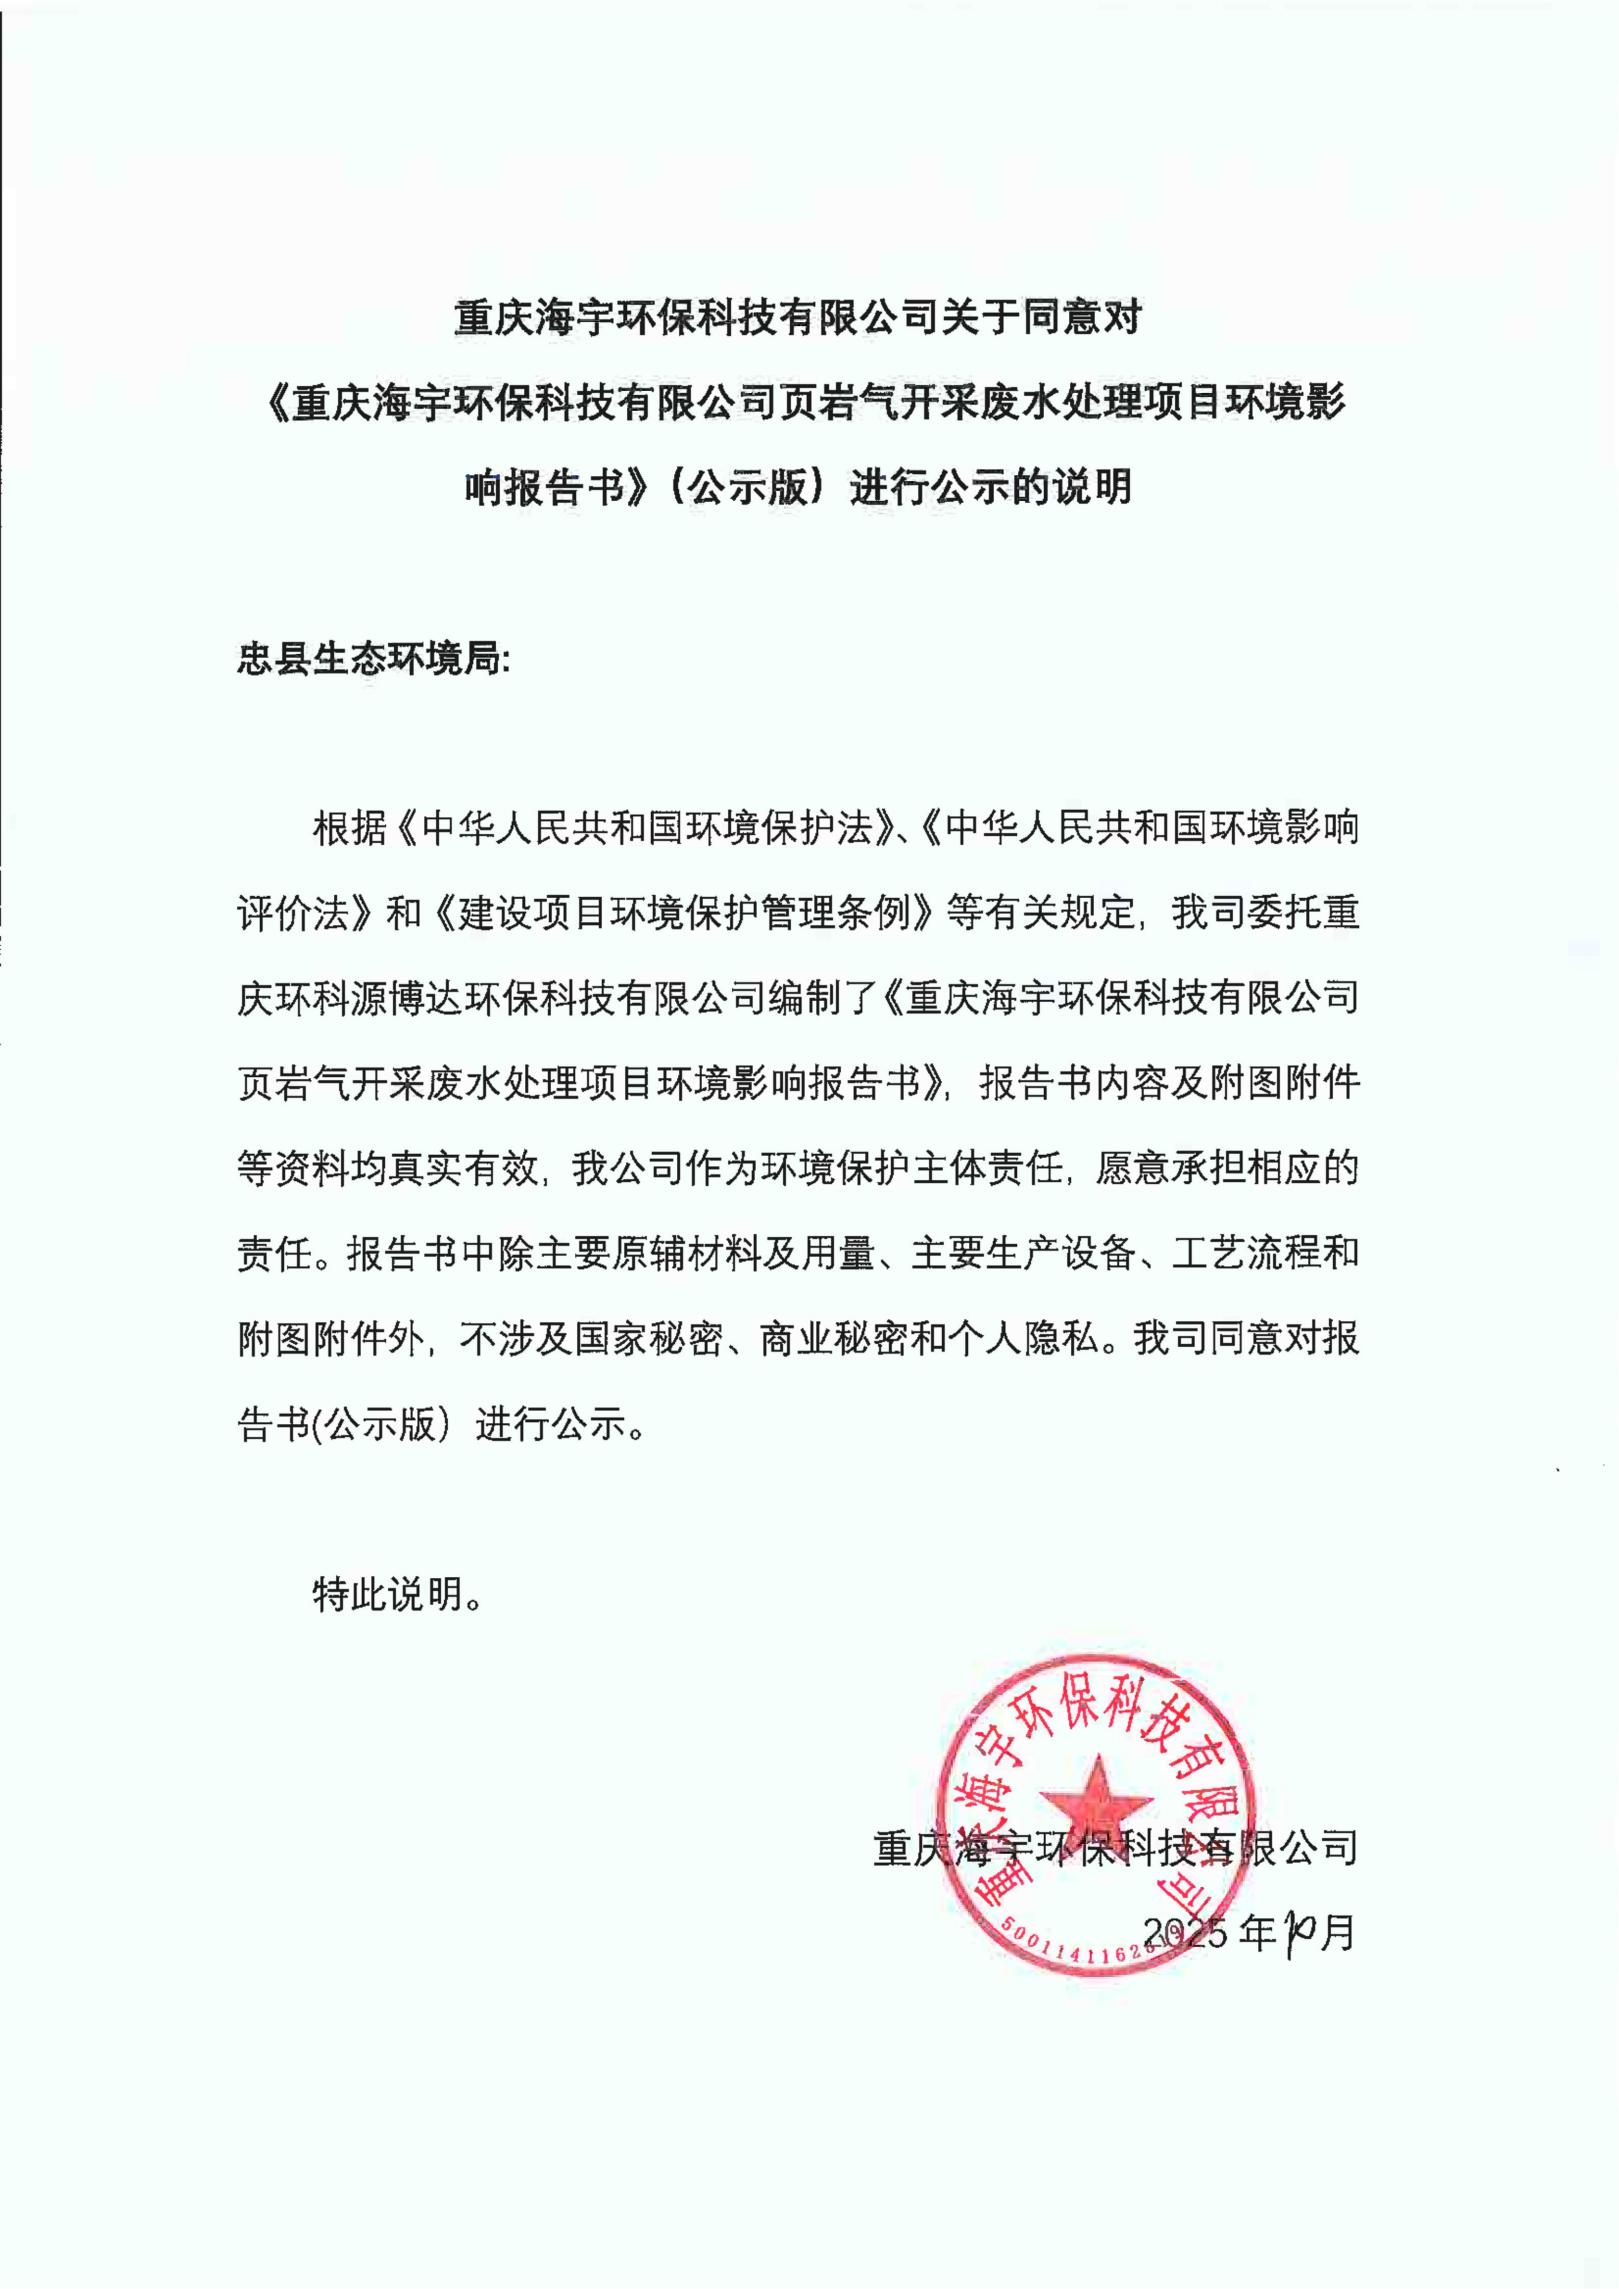 重庆海宇环保科技有限公司关于同意对
《重庆海宇环保科技有限公司页岩气开采废水处理项目环境影
响报告书》（公示版）进行公示的说明
忠县生态环境局:
根据《中华人民共和国环境保护法》、《中华人民共和国环境影响
评价法》和《建设项目环境保护管理条例》等有关规定，我司委托重
庆环科源博达环保科技有限公司编制了《重庆海宇环保科技有限公司
页岩气开采废水处理项目环境影响报告书》，报告书内容及附图附件
等资料均真实有效，我公司作为环境保护主体责任，愿意承担相应的
责任。报告书中除主要原辅材料及用量、主要生产设备、工艺流程和
附图附件外，不涉及国家秘密、商业秘密和个人隐私。我司同意对报
告书(公示版）进行公示。
特此说明。
重庆海宇环保科技有限公司
重庆海宇环保科技有限公司
2025年10月